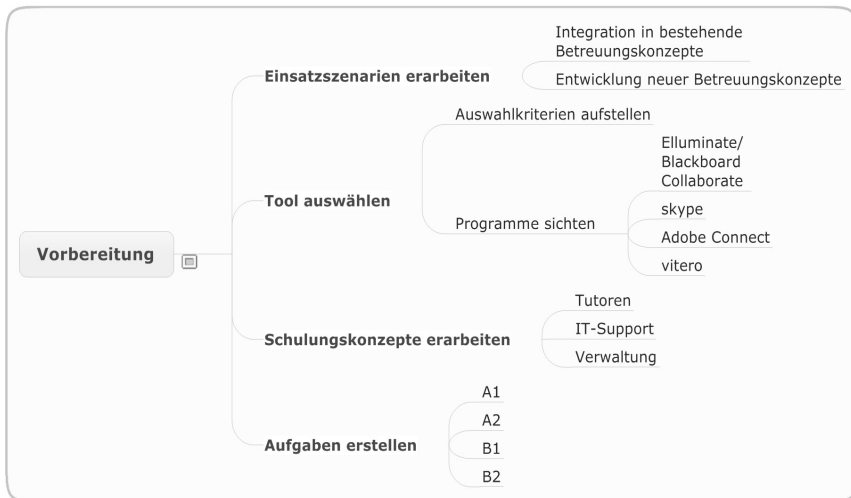 Vorbereitung
Einsatzszenarien erarbeiten
Integration in bestehende
Betreuungskonzepte
Entwicklung neuer Betreuungskonzepte
Tool auswählen
Auswahlkriterien aufstellen
Programme sichten
Elluminate/
Blackboard
Collaborate
skype
Adobe Connect
vitero
Schulungskonzepte erarbeiten
Tutoren
IT-Support
Verwaltung
Aufgaben erstellen
A1
A2
B1
B2